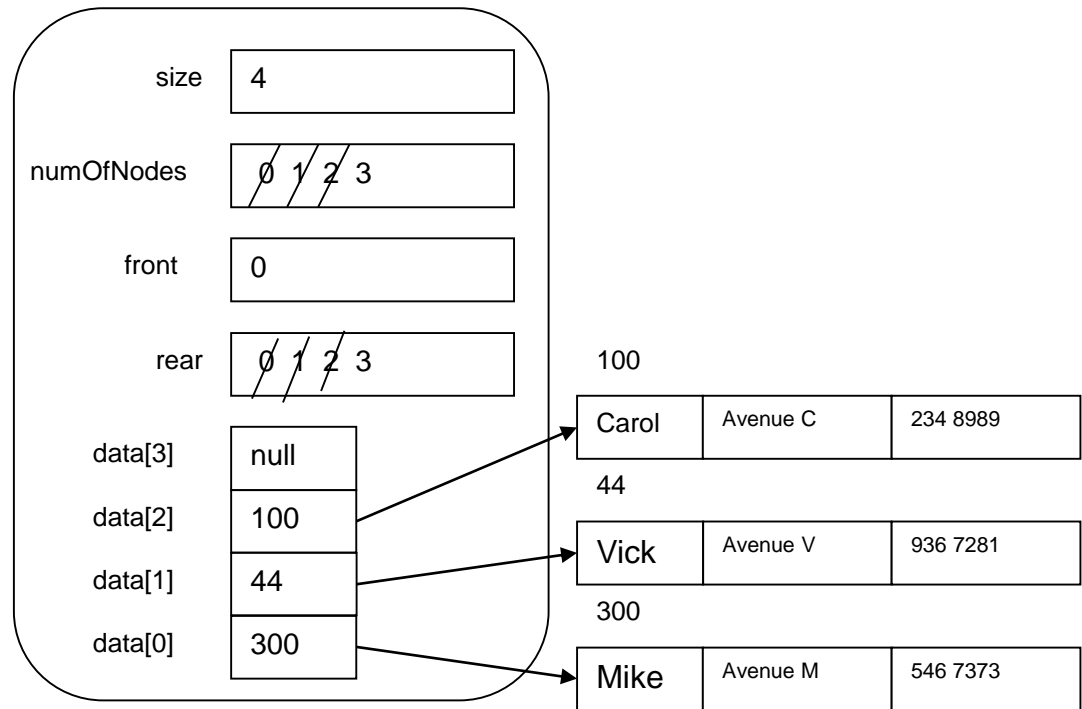 size 4
numOfNodes 0 1 2 3
front 0
rear 0 1 2 3
data[3] null
data[2] 100
data[1] 44
data[0] 300
100
Carol Avenue C 234 8989
44
Vick Avenue V 936 7281
300
Mike Avenue M 546 7373